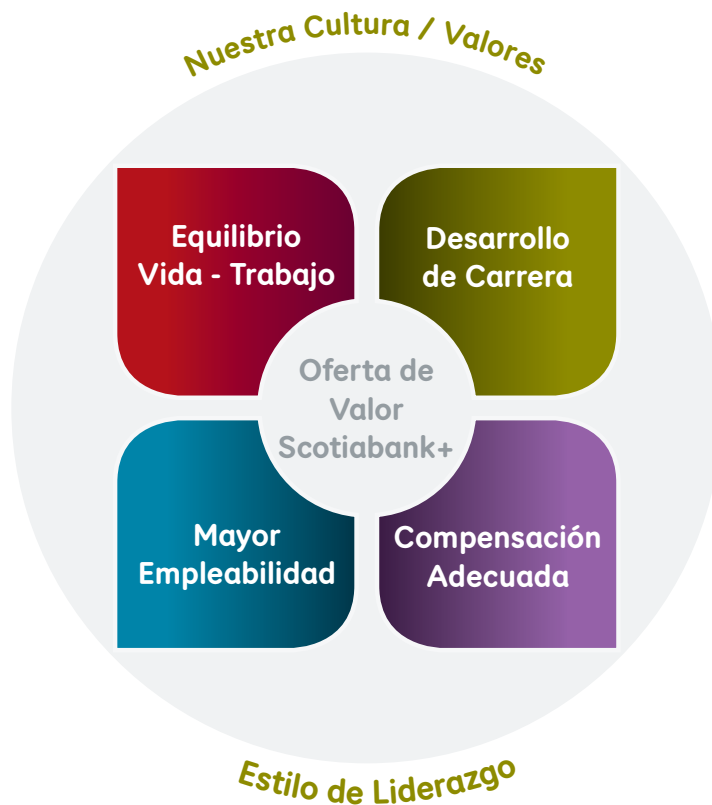 Nuestra Cultura / Valores
Equilibrio
Vida - Trabajo
Desarrollo
de Carrera
Oferta de
Valor
Scotiabank+
Mayor
Empleabilidad
Compensación
Adecuada
Estilo de Liderazgo